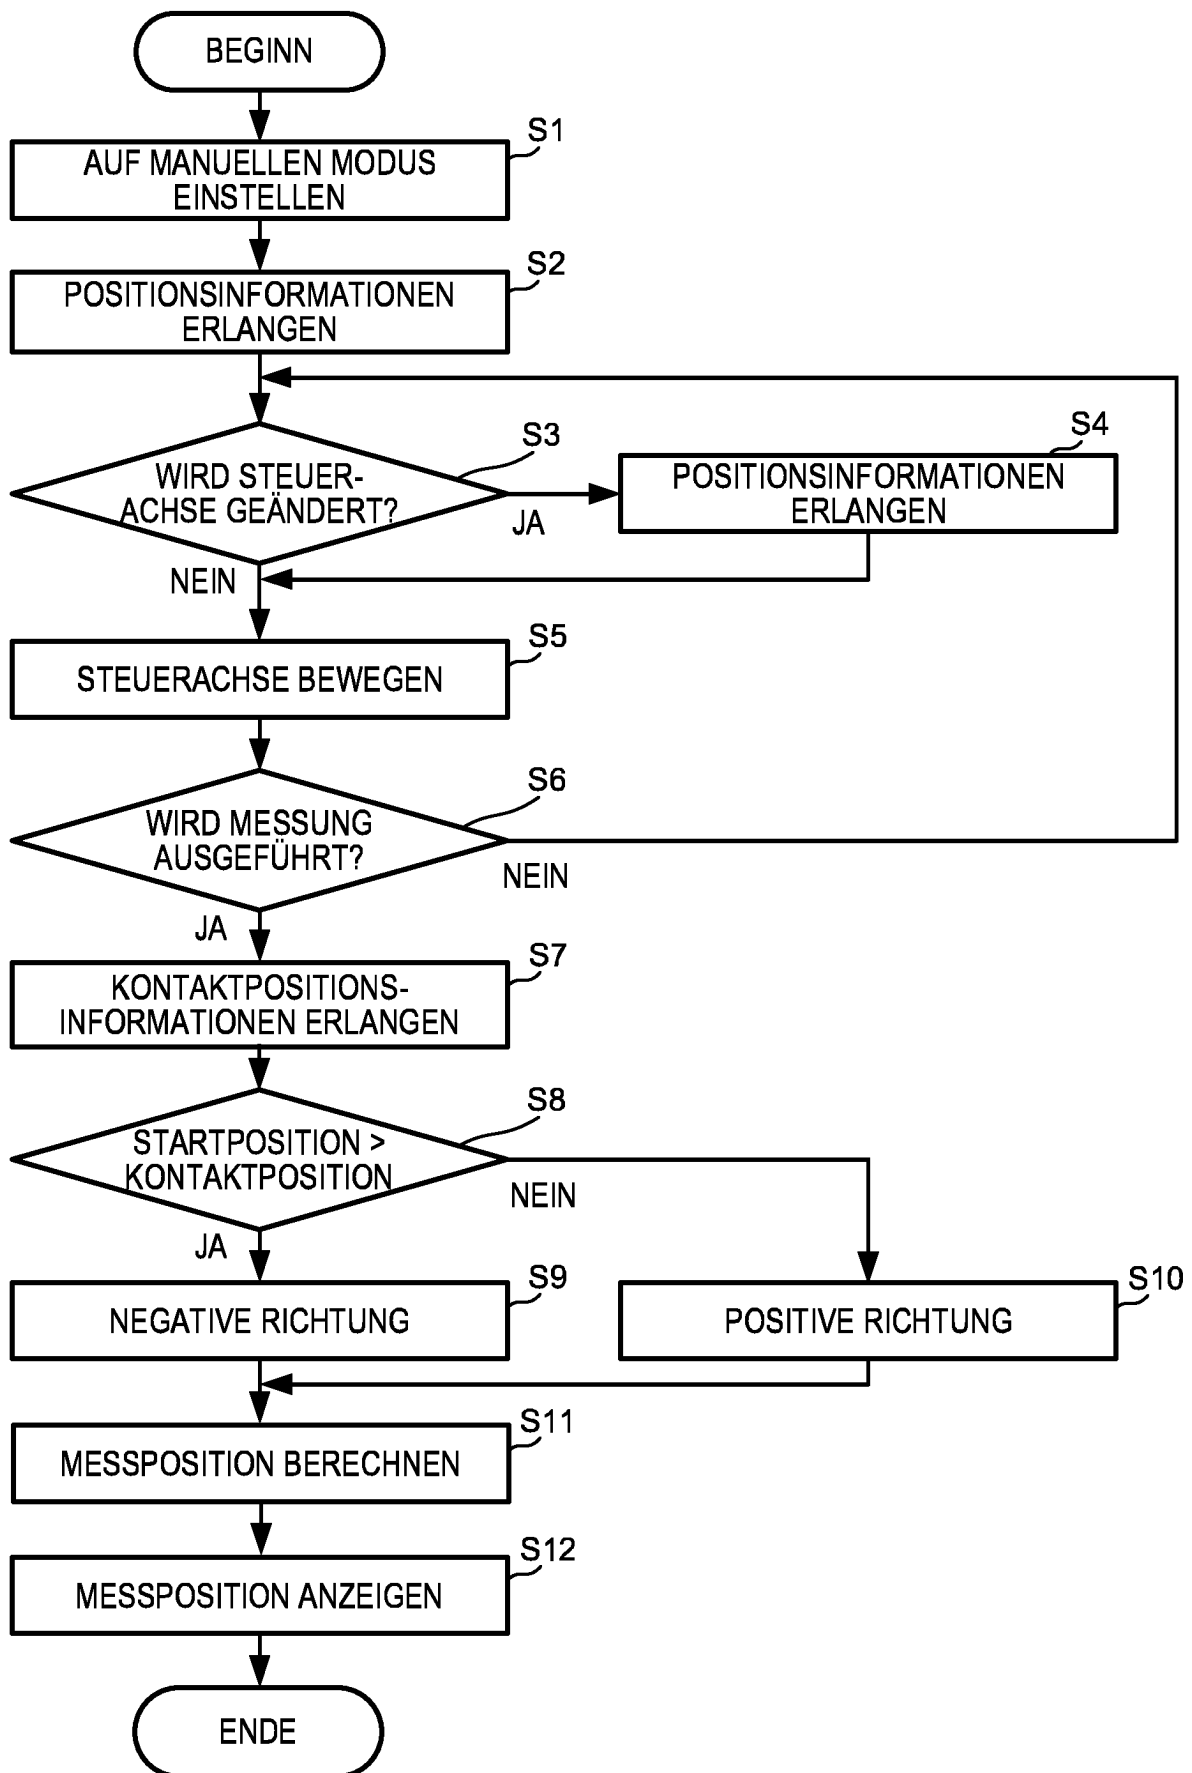 BEGINN
S1
AUF MANUELLEN MODUS
EINSTELLEN
S2
POSITIONSINFORMATIONEN
ERLANGEN
S3
WIRD STEUER-
ACHSE GEÄNDERT?
JA
S4
POSITIONSINFORMATIONEN
ERLANGEN
NEIN
S5
STEUERACHSE BEWEGEN
S6
WIRD MESSUNG
AUSGEFÜHRT?
NEIN
JA
S7
KONTAKTPOSITIONS-
INFORMATIONEN ERLANGEN
S8
STARTPOSITION >
KONTAKTPOSITION
NEIN
JA
S9
NEGATIVE RICHTUNG
S10
POSITIVE RICHTUNG
S11
MESSPOSITION BERECHNEN
S12
MESSPOSITION ANZEIGEN
ENDE